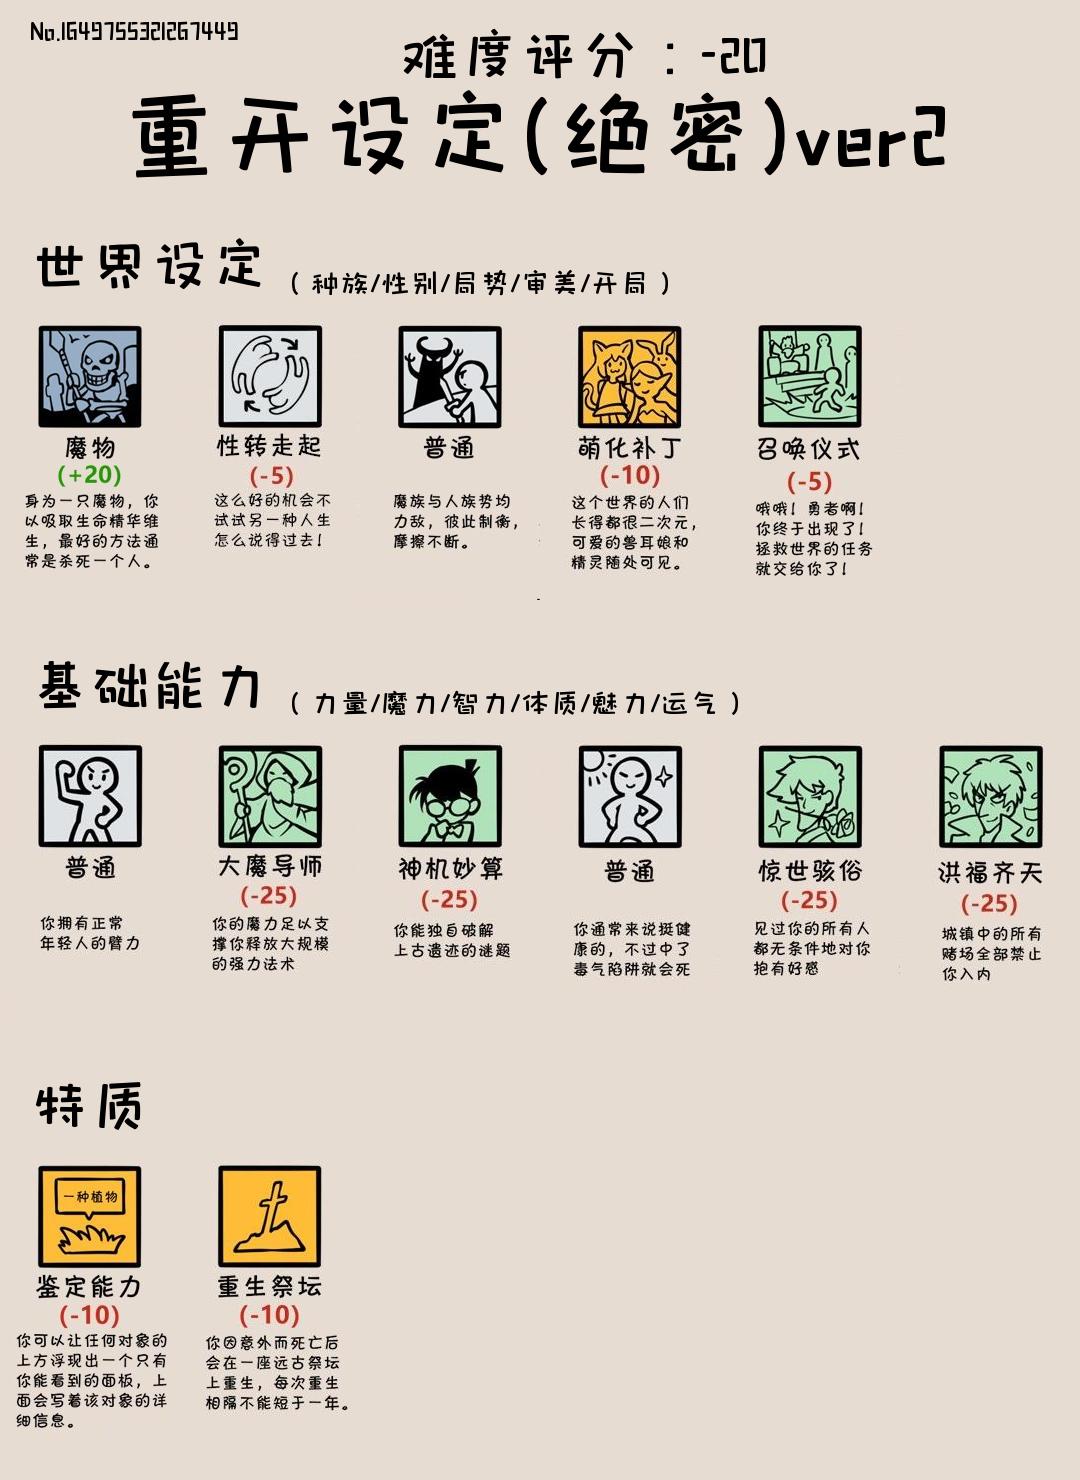 No.1649755321267449
难度评分：-20
重开设定(绝密)ver2
世界设定（种族/性别/局势/审美/开局）
魔物
(+20)
身为一只魔物，你
以吸取生命精华维
生，最好的方法通
常是杀死一个人。
性转走起
(-5)
这么好的机会不
试试另一种人生
怎么说得过去！
普通
魔族与人族势均
力敌，彼此制衡，
摩擦不断。
萌化补丁
(-10)
这个世界的人们
长得都很二次元，
可爱的兽耳娘和
精灵随处可见。
召唤仪式
(-5)
哦哦！勇者啊！
你终于出现了！
拯救世界的任务
就交给你了！
基础能力（力量/魔力/智力/体质/魅力/运气）
普通
你拥有正常
年轻人的臂力
大魔导师
(-25)
你的魔力足以支
撑你释放大规模
的强力法术
神机妙算
(-25)
你能独自破解
上古遗迹的谜题
普通
你通常来说挺健
康的，不过中了
毒气陷阱就会死
惊世骇俗
(-25)
见过你的所有人
都无条件地对你
抱有好感
洪福齐天
(-25)
城镇中的所有
赌场全部禁止
你入内
特质
一种植物
鉴定能力
(-10)
你可以让任何对象的
上方浮现出一个只有
你能看到的面板，上
面会写着该对象的详
细信息。
重生祭坛
(-10)
你因意外而死亡后
会在一座远古祭坛
上重生，每次重生
相隔不能短于一年。